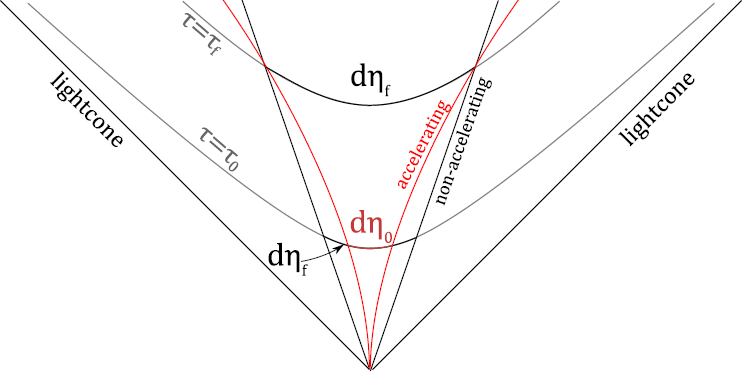 τ=τf
dηf
lightcone
accelerating
non-accelerating
lightcone
τ=τ0
dη0
dηf